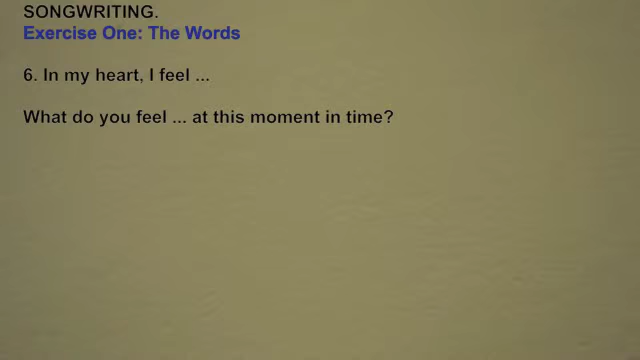 SONGWRITING.
Exercise One: The Words
6. In my heart, I feel ...
What do you feel ... at this moment in time?